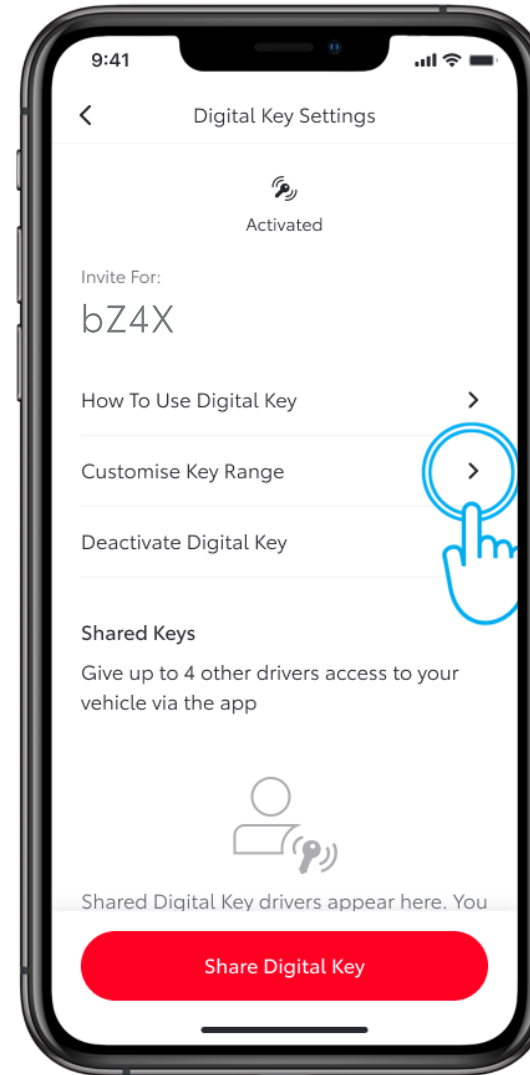 9:41
Digital Key Settings
Activated
Invite For:
bZ4X
How To Use Digital Key
Customise Key Range
Deactivate Digital Key
Shared Keys
Give up to 4 other drivers access to your
vehicle via the app
Shared Digital Key drivers appear here. You
Share Digital Key